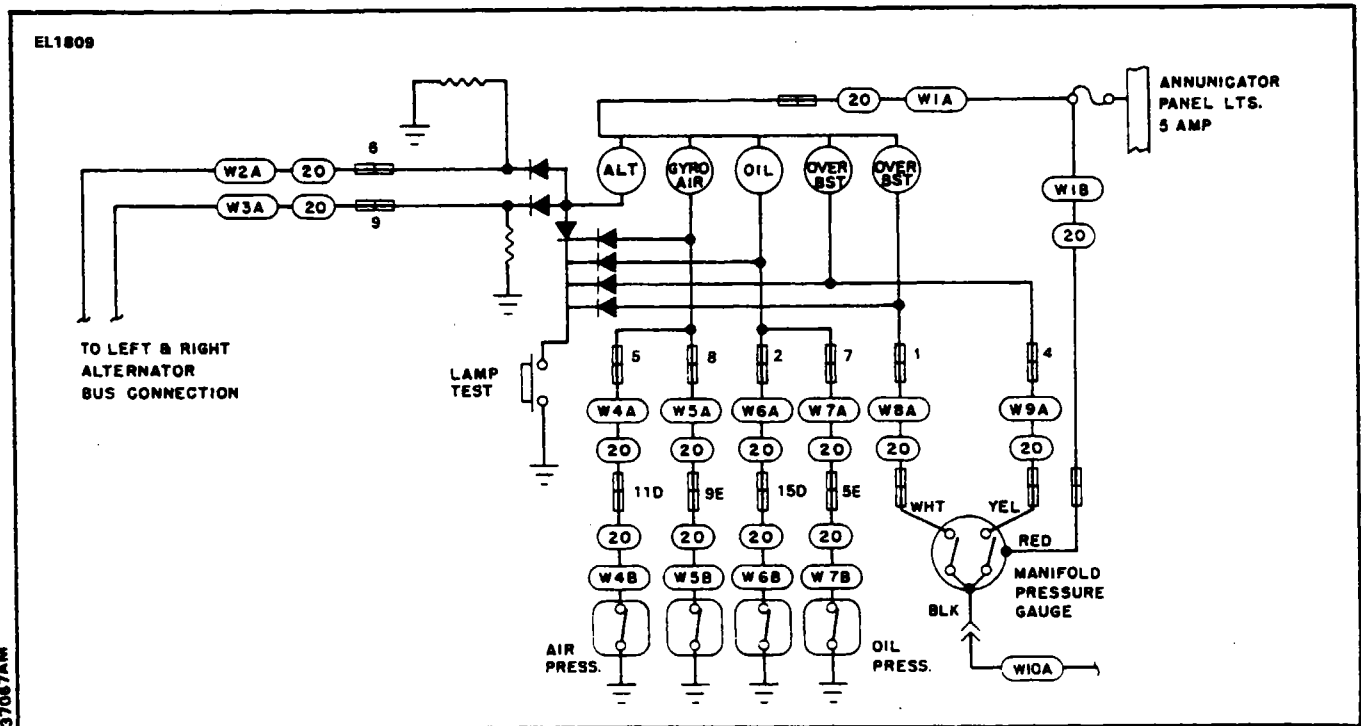 EL1809
ANNUNICATOR
PANEL LTS.
5 AMP
20 W1A
6
W2A 20
ALT
GYRO
AIR
OIL
OVER
BST
OVER
BST
W3A 20
9
W1B
20
TO LEFT & RIGHT
ALTERNATOR
BUS CONNECTION
LAMP
TEST
5 8 2 7 1 4
W4A W5A W6A W7A W8A W9A
20 20 20 20 20 20
11D 9E 15D 5E
WHT YEL
RED
20 20 20 20
W4B W5B W6B W7B
MANIFOLD
PRESSURE
GAUGE
BLK
AIR
PRESS.
OIL
PRESS.
W10A
37067AM